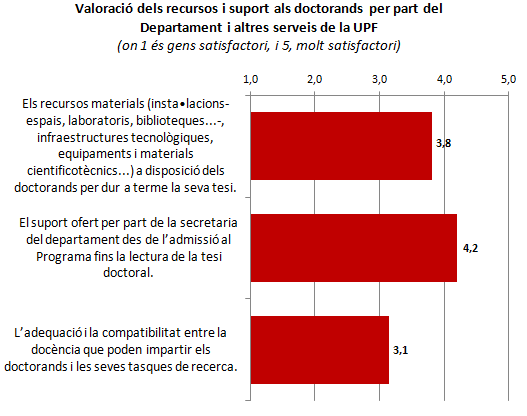 Valoració dels recursos i suport als doctorands per part del
Departament i altres serveis de la UPF
(on 1 és gens satisfactori, i 5, molt satisfactori)
1,0 2,0 3,0 4,0 5,0
Els recursos materials (insta•lacions-
espais, laboratoris, biblioteques...-,
infraestructures tecnològiques,
equipaments i materials
cientificotècnics...) a disposició dels
doctorands per dur a terme la seva tesi.
3,8
El suport ofert per part de la secretaria
del departament des de l'admissió al
Programa fins la lectura de la tesi
doctoral.
4,2
L'adequació i la compatibilitat entre la
docència que poden impartir els
doctorands i les seves tasques de recerca.
3,1